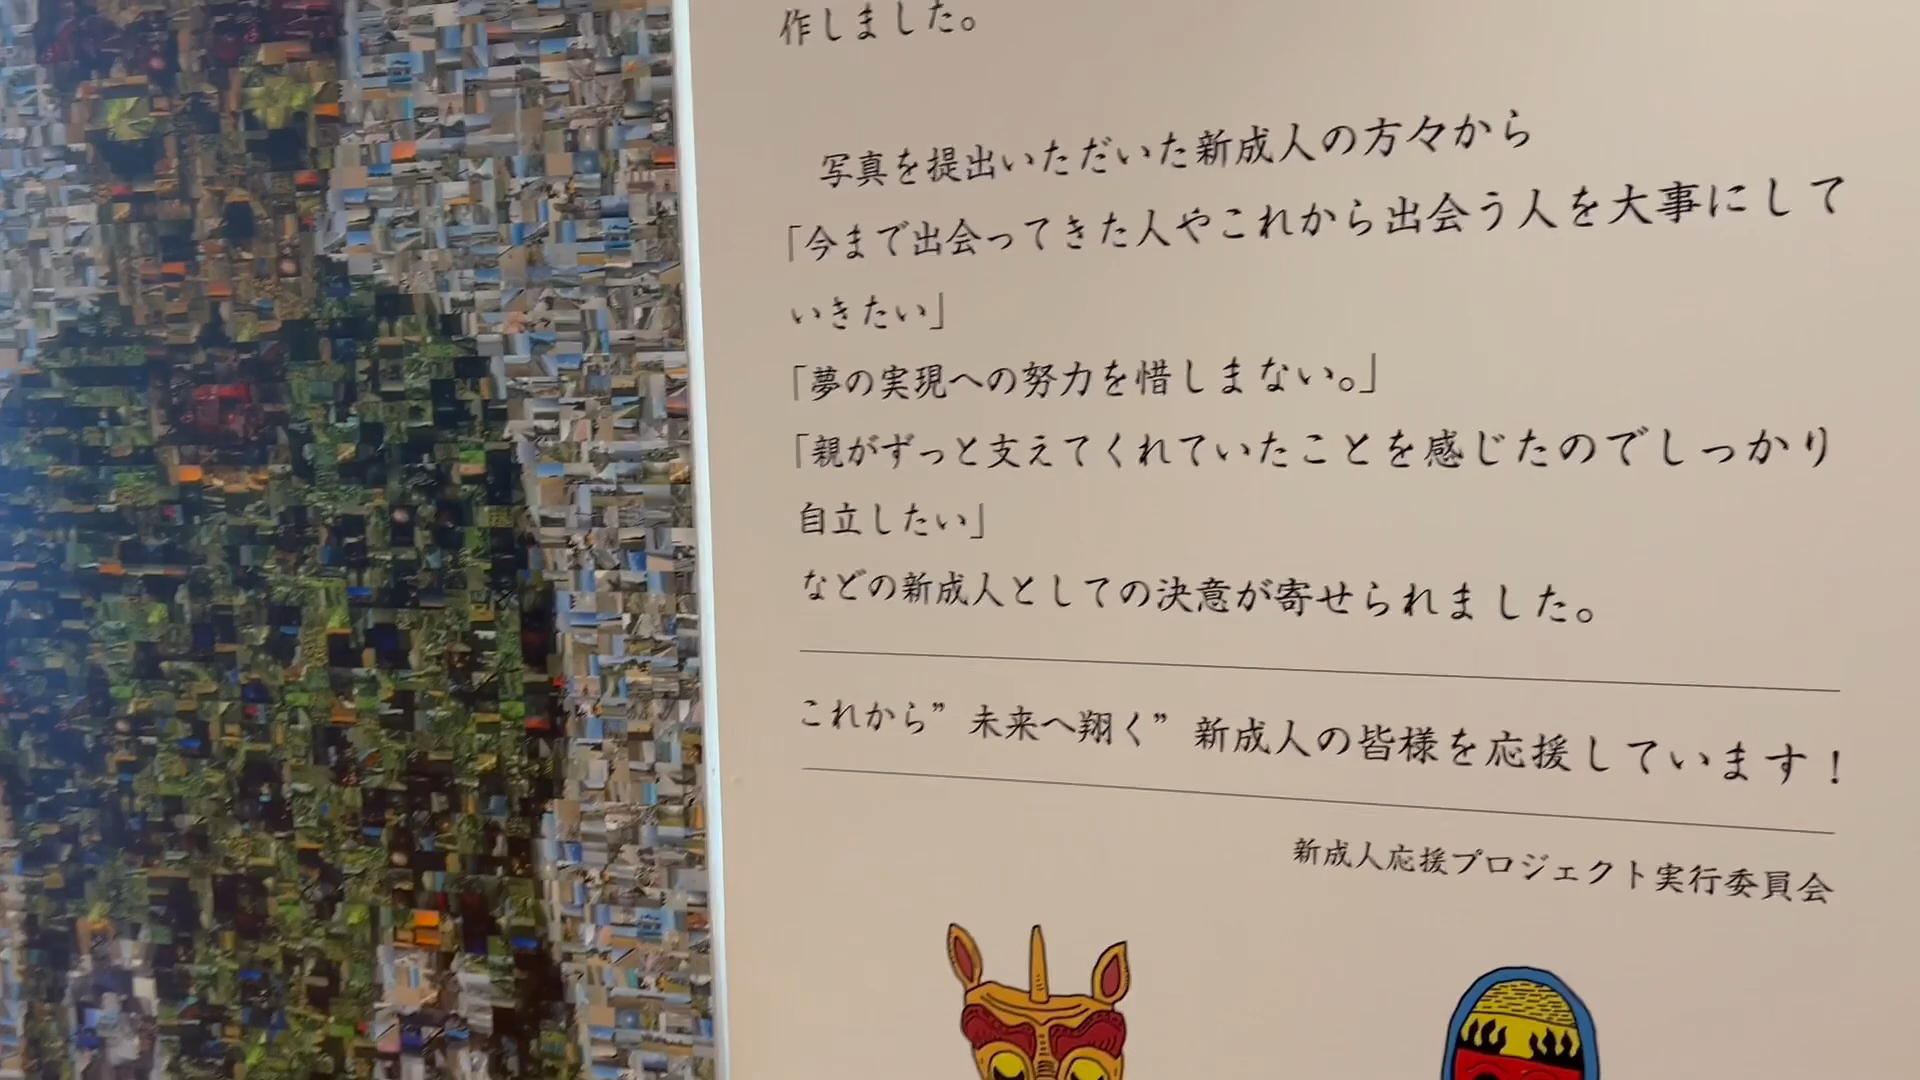 作しました。
写真を提出いただいた新成人の方々から
「今まで出会ってきた人やこれから出会う人を大事にして
いきたい」
「夢の実現への努力を惜しまない。」
「親がずっと支えてくれていたことを感じたのでしっかり
自立したい」
などの新成人としての決意が寄せられました。
これから”未来へ翔く”新成人の皆様を応援しています！
新成人応援プロジェクト実行委員会